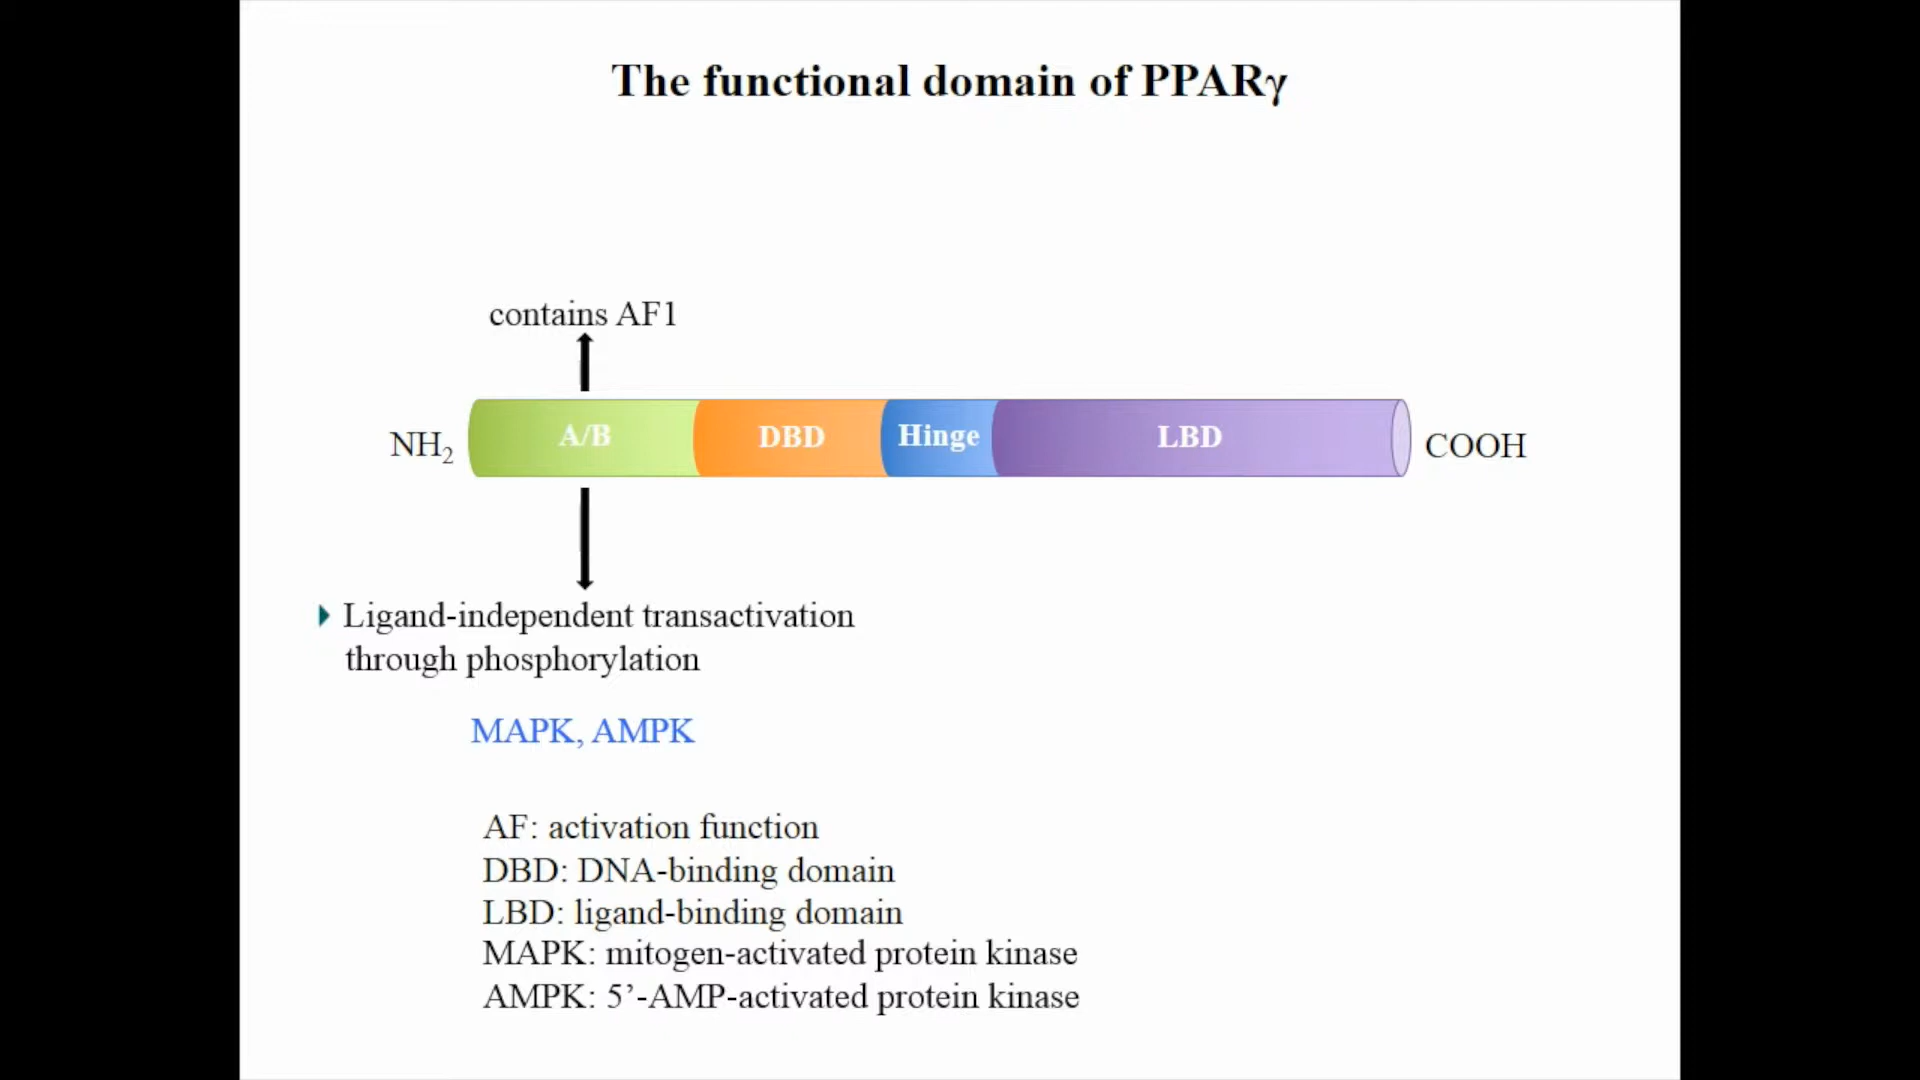 The functional domain of PPARγ
contains AF1
NH₂ A/B DBD Hinge LBD COOH
Ligand-independent transactivation
through phosphorylation
MAPK, AMPK
AF: activation function
DBD: DNA-binding domain
LBD: ligand-binding domain
MAPK: mitogen-activated protein kinase
AMPK: 5’-AMP-activated protein kinase